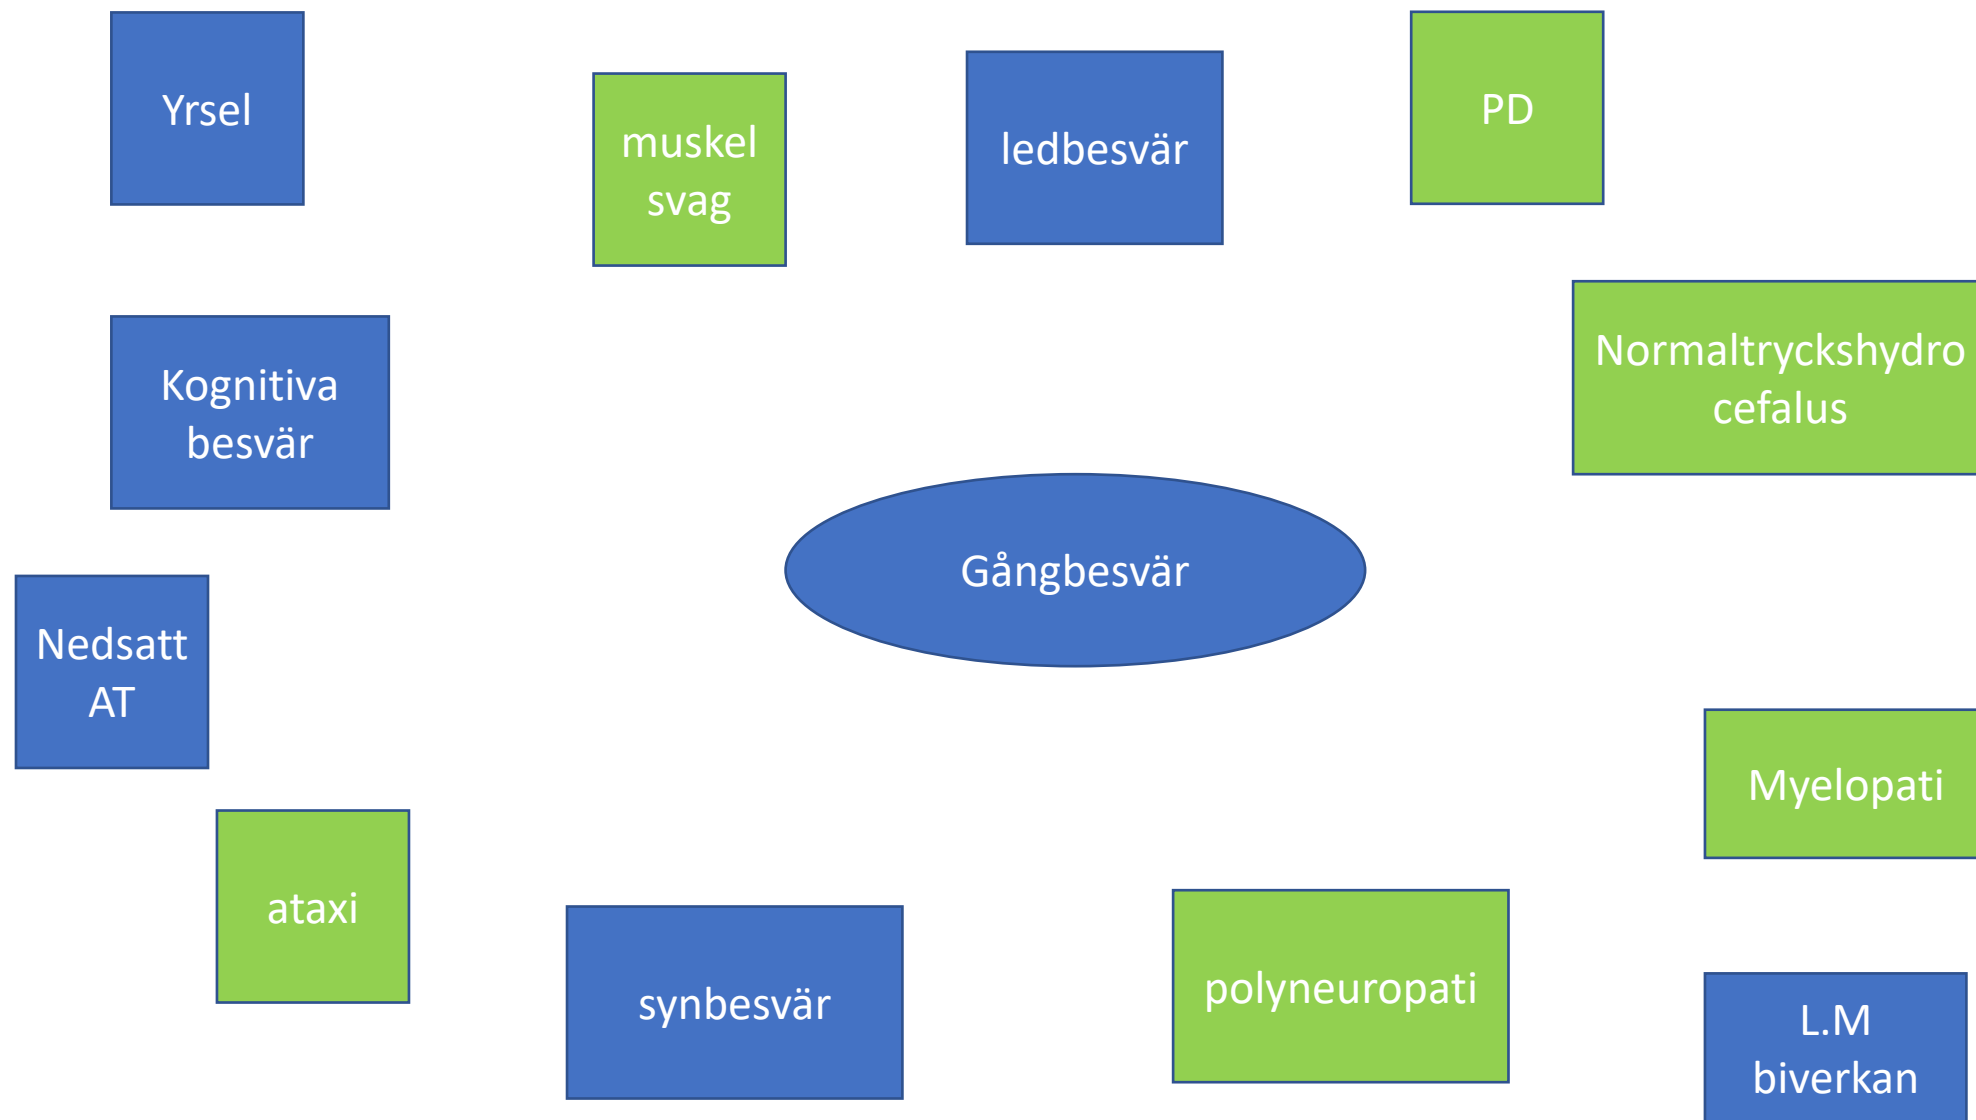 Yrsel
muskel
svag
ledbesvär
PD
Kognitiva
besvär
Normaltryckshydro
cefalus
Gångbesvär
Nedsatt
AT
Myelopati
ataxi
synbesvär
polyneuropati
L.M
biverkan